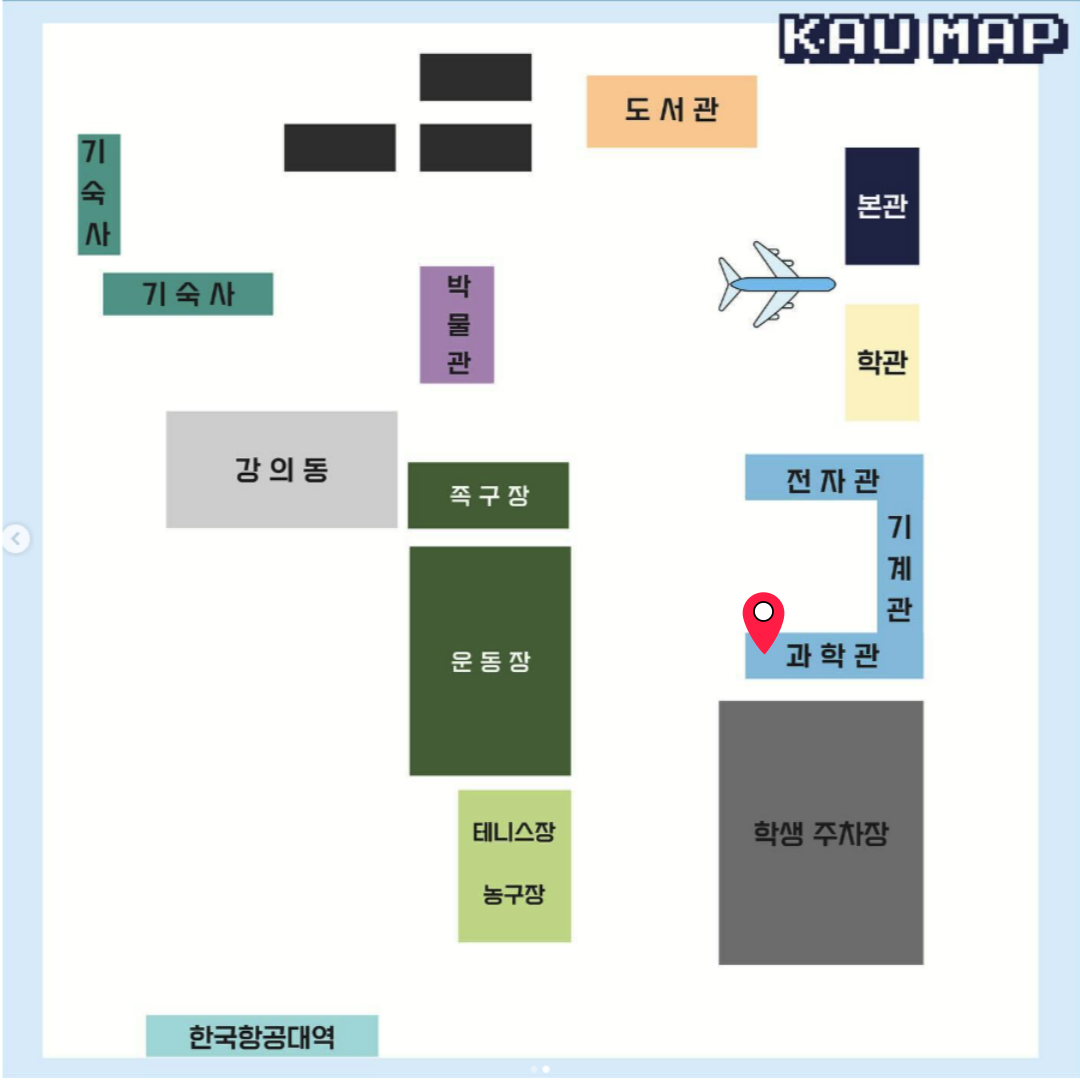 K·AU MAP
도서관
기
숙
사
본관
기숙사
박
물
관
학관
강의동
족구장
전자관
기
계
관
운동장
과학관
테니스장
농구장
학생 주차장
한국항공대역